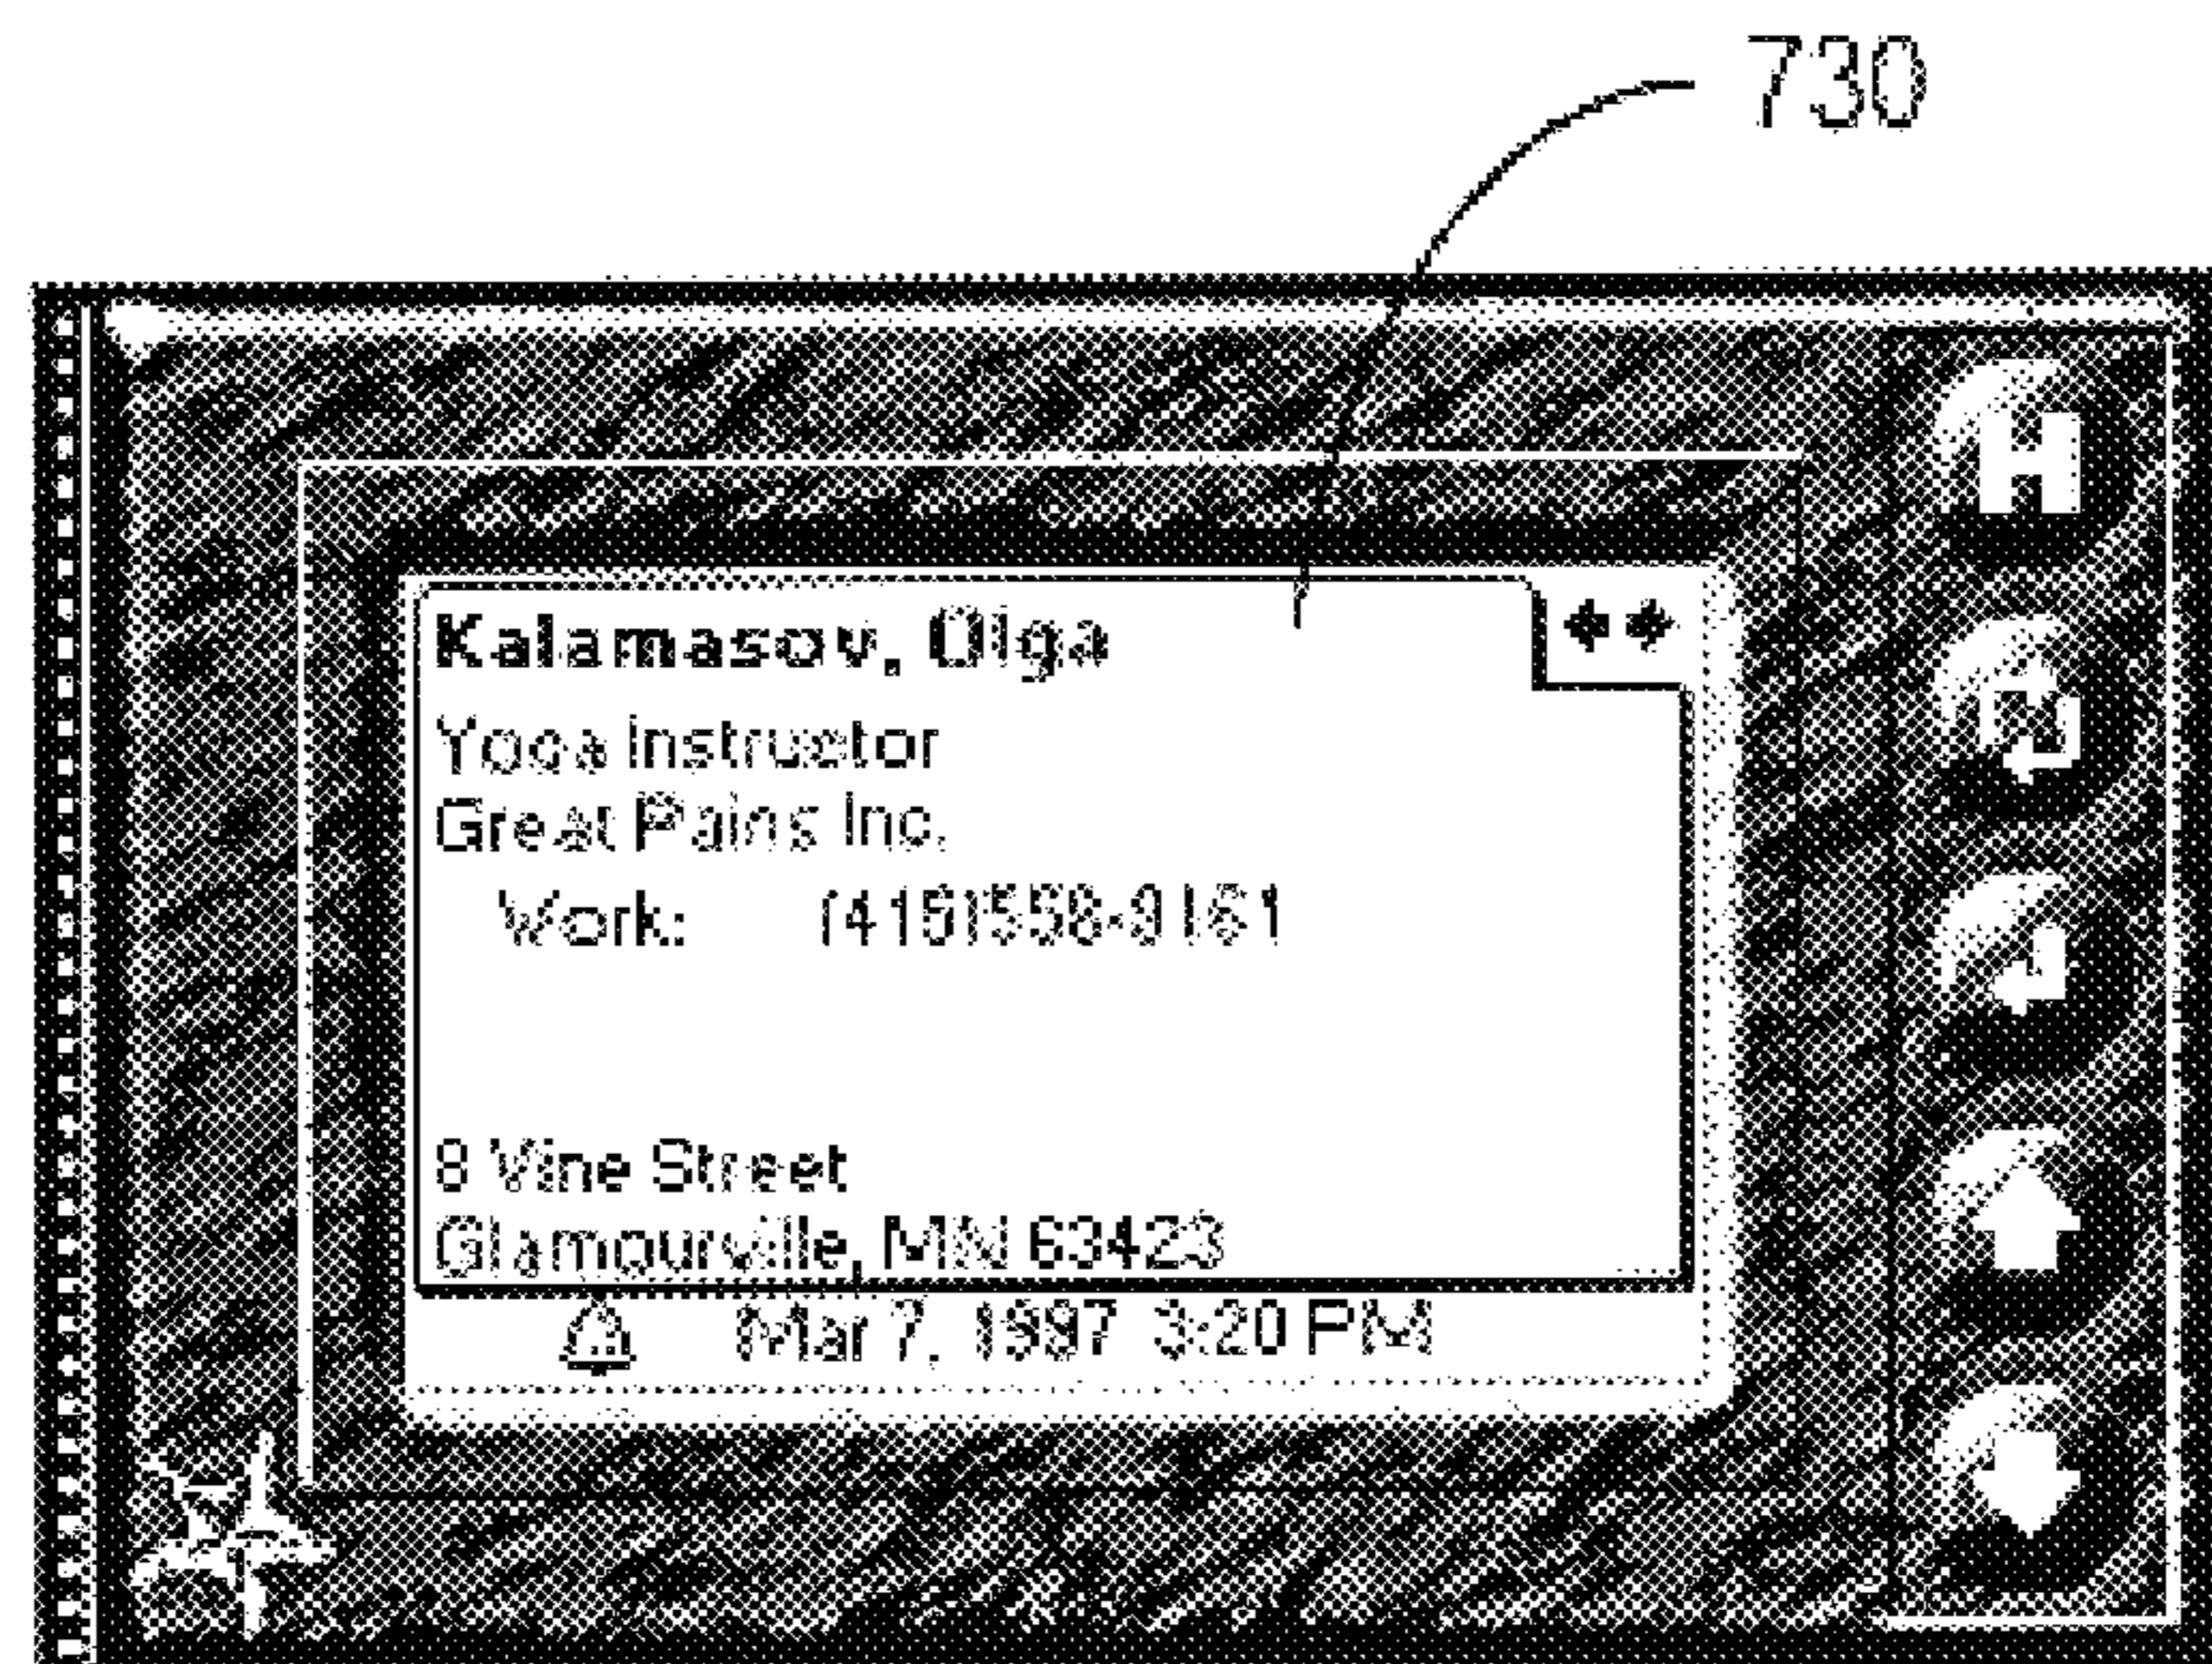 730
H
Kalamasov, Olga
Yoga Instructor
Great Pains Inc.
Work: (415)558-9161
8 Vine Street
Glamourville, MN 63423
Mar 7, 1997 3:20 PM